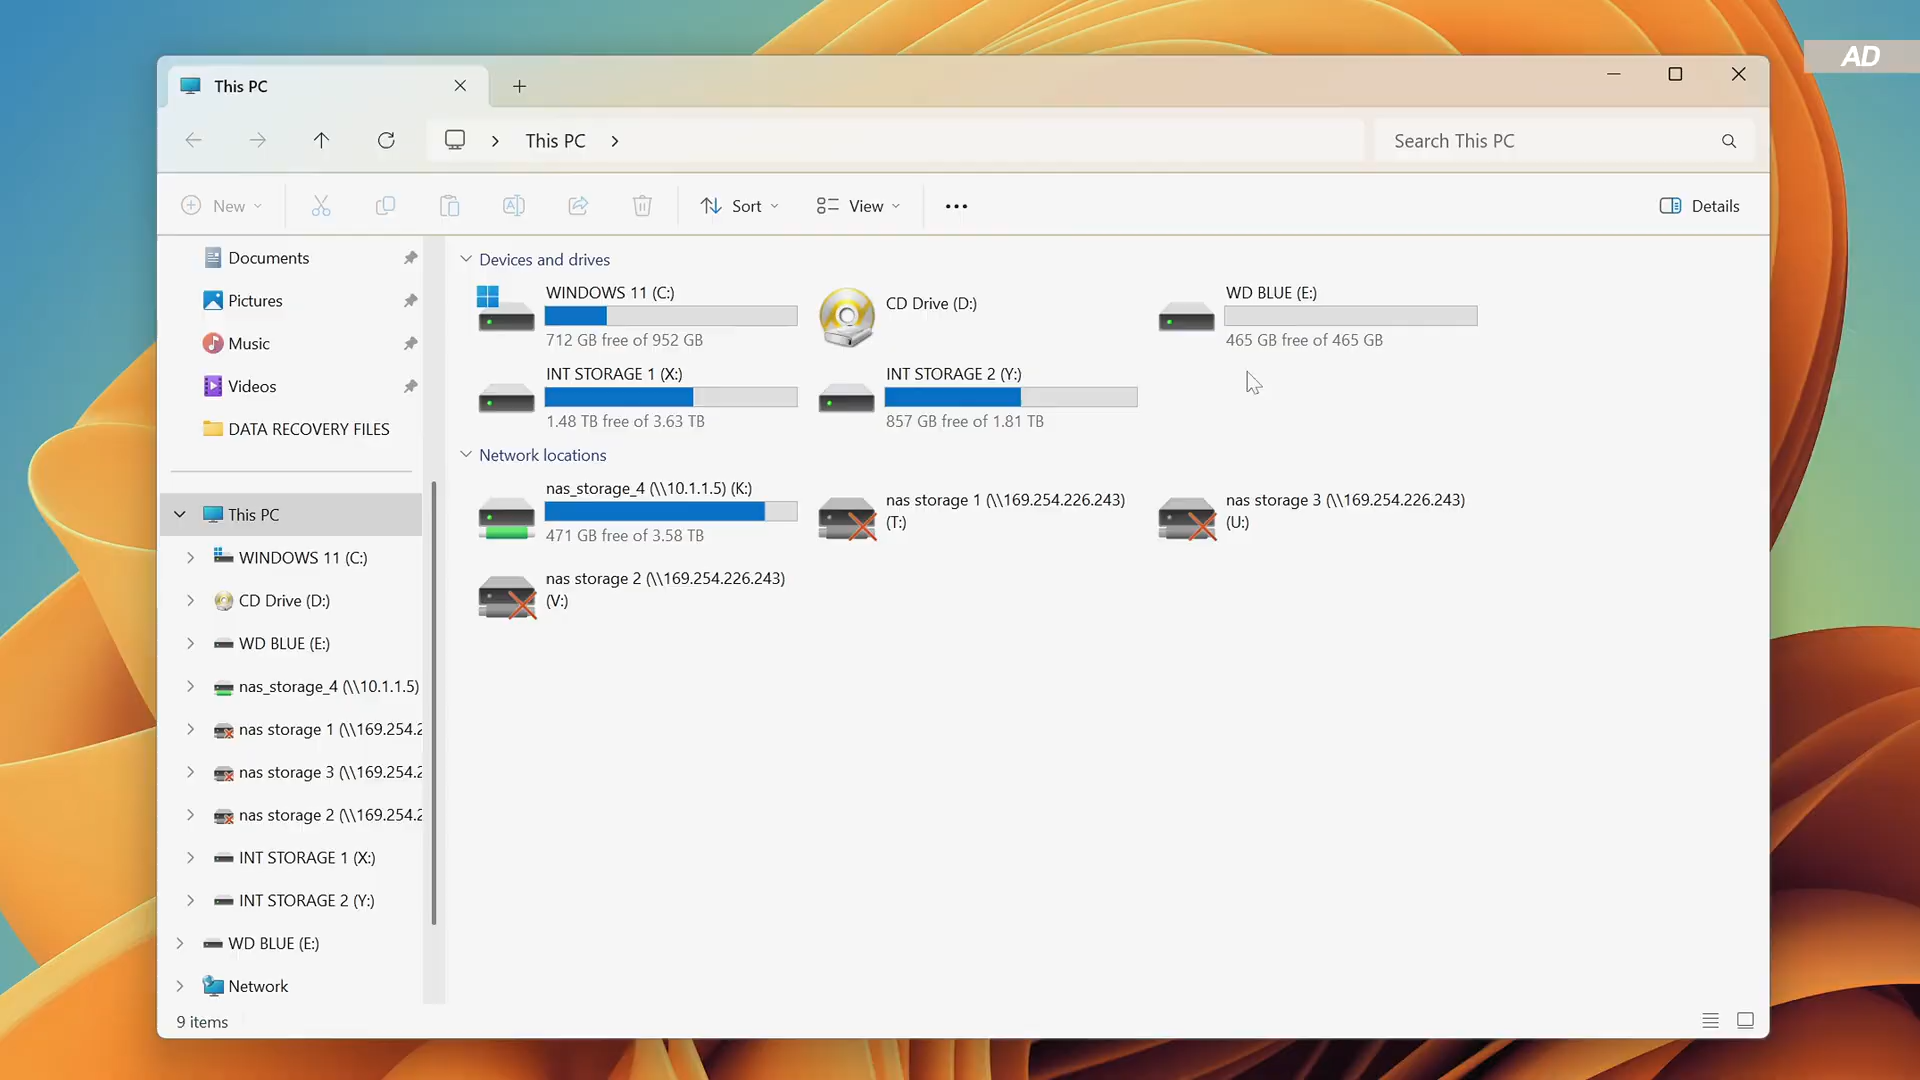 AD
This PC
This PC
Search This PC
New
Sort
View
Details
Documents
Pictures
Music
Videos
DATA RECOVERY FILES
This PC
WINDOWS 11 (C:)
CD Drive (D:)
WD BLUE (E:)
nas_storage_4 (\\10.1.1.5)
nas storage 1 (\\169.254.2
nas storage 3 (\\169.254.2
nas storage 2 (\\169.254.2
INT STORAGE 1 (X:)
INT STORAGE 2 (Y:)
WD BLUE (E:)
Network
Devices and drives
WINDOWS 11 (C:)
712 GB free of 952 GB
CD Drive (D:)
WD BLUE (E:)
465 GB free of 465 GB
INT STORAGE 1 (X:)
1.48 TB free of 3.63 TB
INT STORAGE 2 (Y:)
857 GB free of 1.81 TB
Network locations
nas_storage_4 (\\10.1.1.5) (K:)
471 GB free of 3.58 TB
nas storage 1 (\\169.254.226.243)
(T:)
nas storage 3 (\\169.254.226.243)
(U:)
nas storage 2 (\\169.254.226.243)
(V:)
9 items